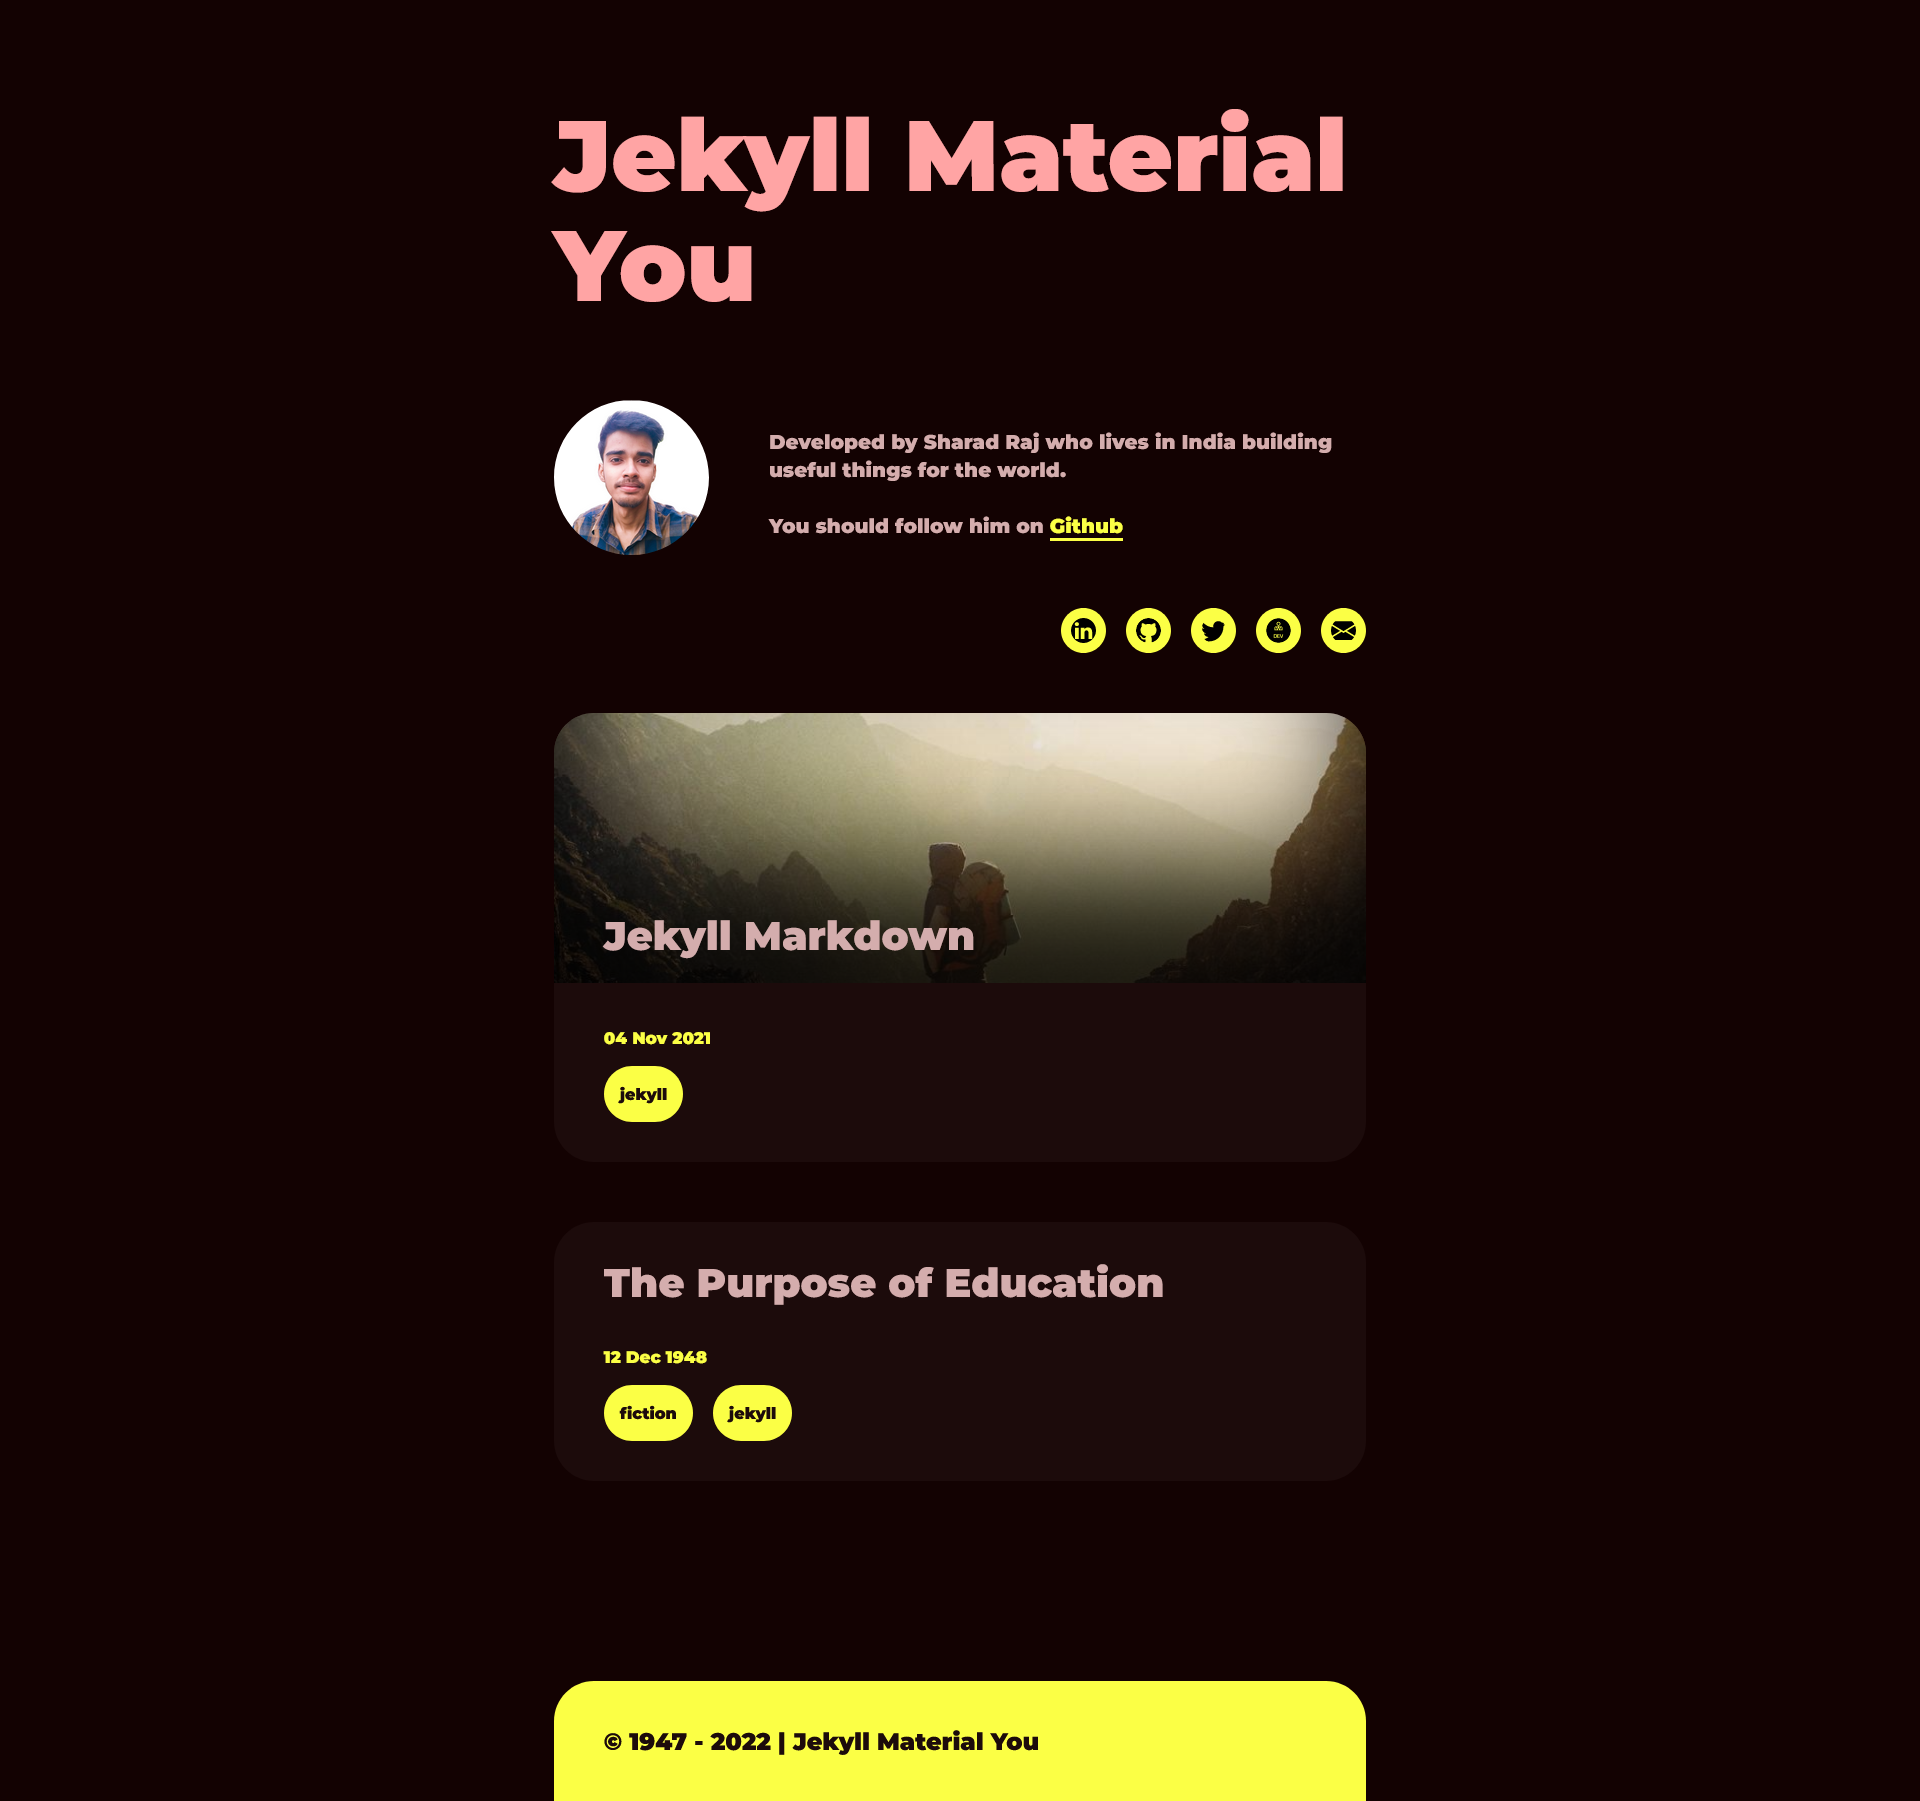 Jekyll Material
You
Developed by Sharad Raj who lives in India building
useful things for the world.
You should follow him on Github
in
DEV
Jekyll Markdown
04 Nov 2021
jekyll
The Purpose of Education
12 Dec 1948
fiction jekyll
© 1947 - 2022 | Jekyll Material You